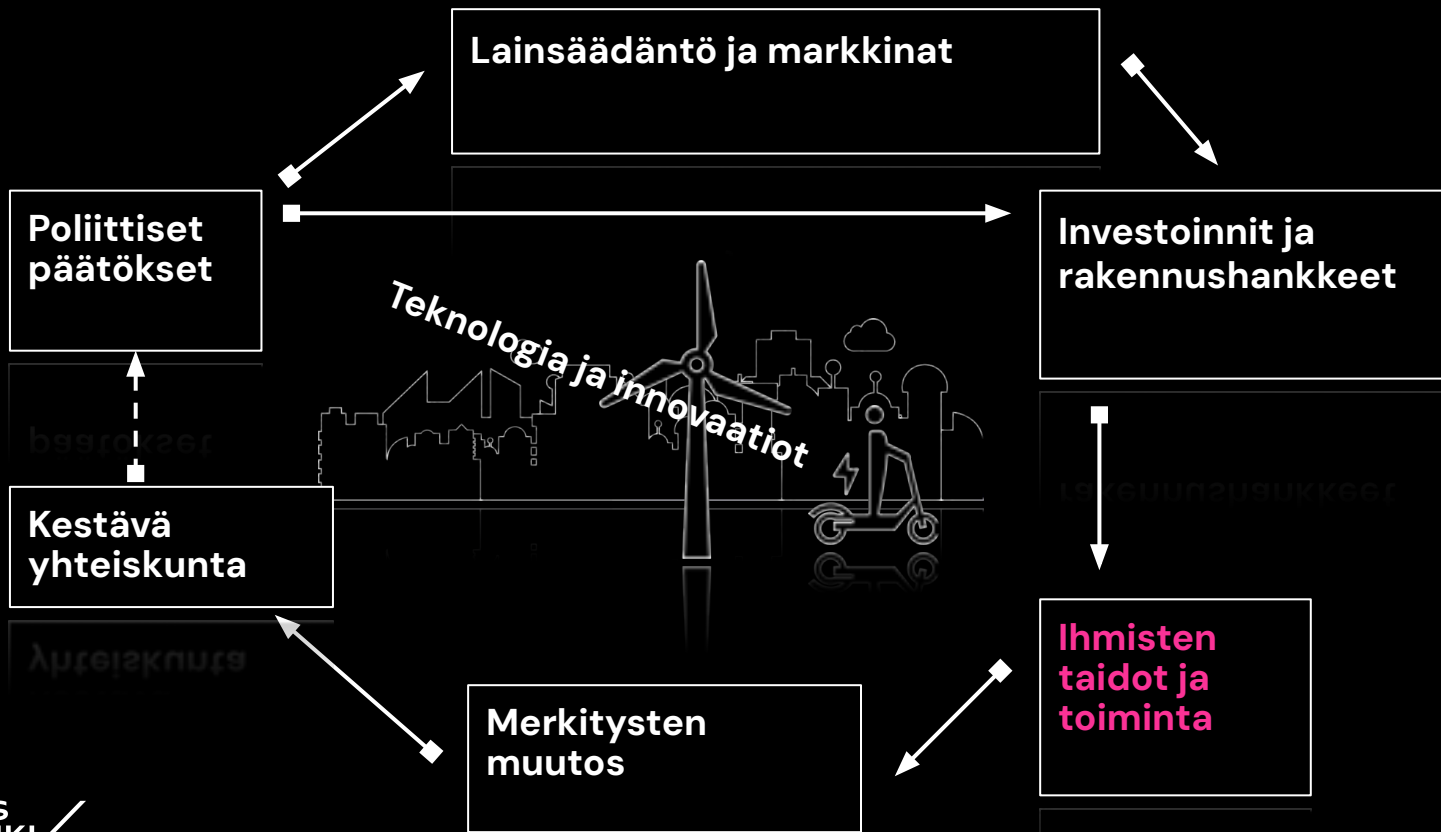 Lainsäädäntö ja markkinat
Poliittiset
päätökset
Investoinnit ja
rakennushankkeet
Teknologia ja innovaatiot
Kestävä
yhteiskunta
Ihmisten
taidot ja
toiminta
Merkitysten
muutos